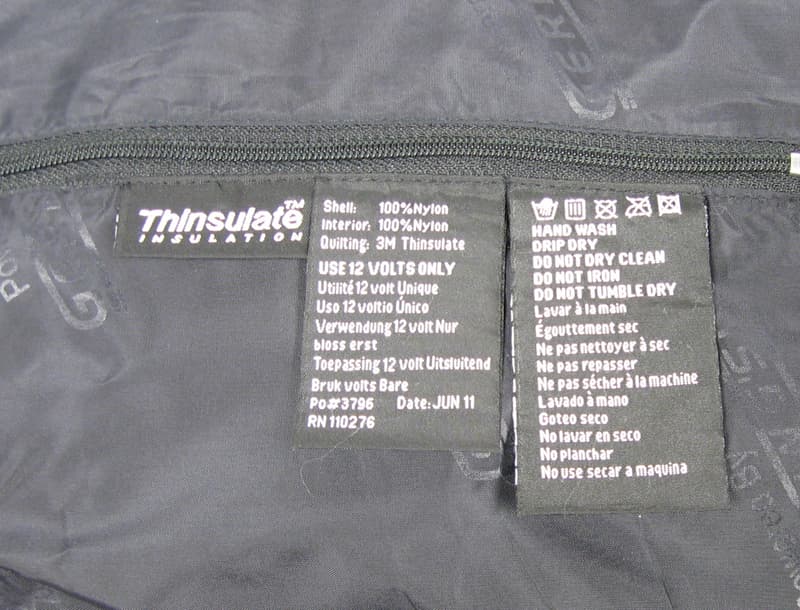 Thinsulate™
INSULATION
Shell: 100%Nylon
Interior: 100%Nylon
Quilting: 3M Thinsulate
USE 12 VOLTS ONLY
Utilité 12 volt Unique
Uso 12 voltio Único
Verwendung 12 volt Nur
bloss erst
Toepassing 12 volt Uitsluitend
Bruk volts Bare
Po#3796 Date: JUN 11
RN 110276
HAND WASH
DRIP DRY
DO NOT DRY CLEAN
DO NOT IRON
DO NOT TUMBLE DRY
Lavar à la main
Égouttement sec
Ne pas nettoyer à sec
Ne pas repasser
Ne pas sécher à la machine
Lavado à mano
Goteo seco
No lavar en seco
No planchar
No use secar a maquina